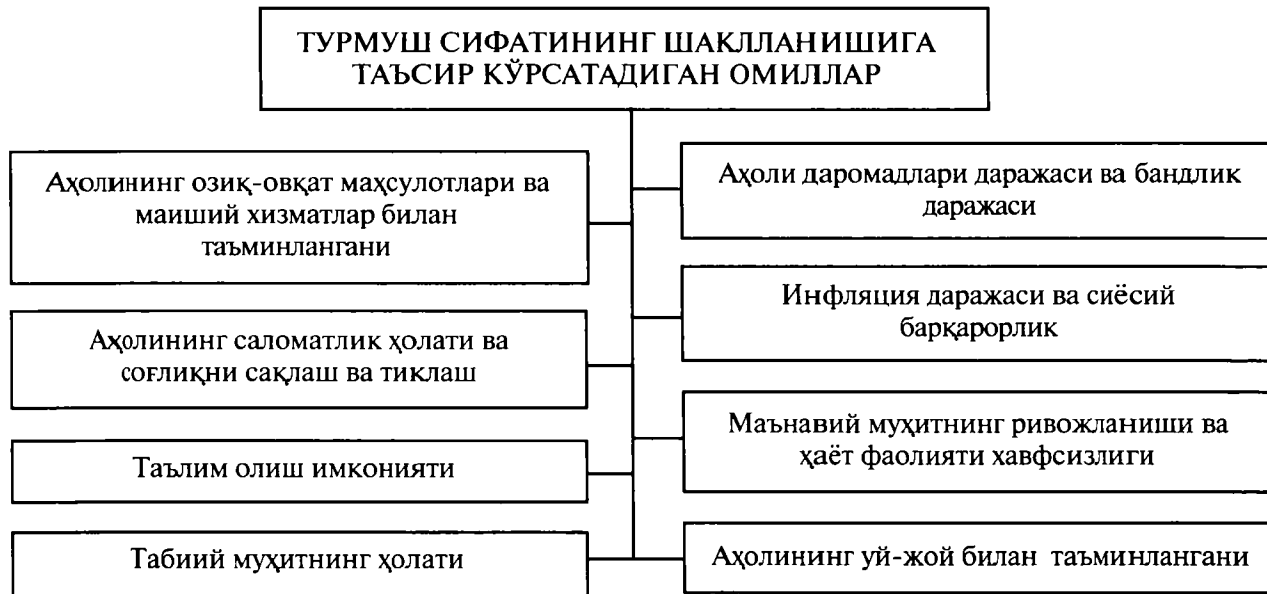 ТУРМУШ СИФАТИНИНГ ШАКЛЛАНИШИГА
ТАЪСИР КЎРСАТАДИГАН ОМИЛЛАР
Аҳолининг озиқ-овқат маҳсулотлари ва
маиший хизматлар билан
таъминлангани
Аҳолининг саломатлик ҳолати ва
соғлиқни сақлаш ва тиклаш
Таълим олиш имконияти
Табиий муҳитнинг ҳолати
Аҳоли даромадлари даражаси ва бандлик
даражаси
Инфляция даражаси ва сиёсий
барқарорлик
Маънавий муҳитнинг ривожланиши ва
ҳаёт фаолияти хавфсизлиги
Аҳолининг уй-жой билан таъминлангани